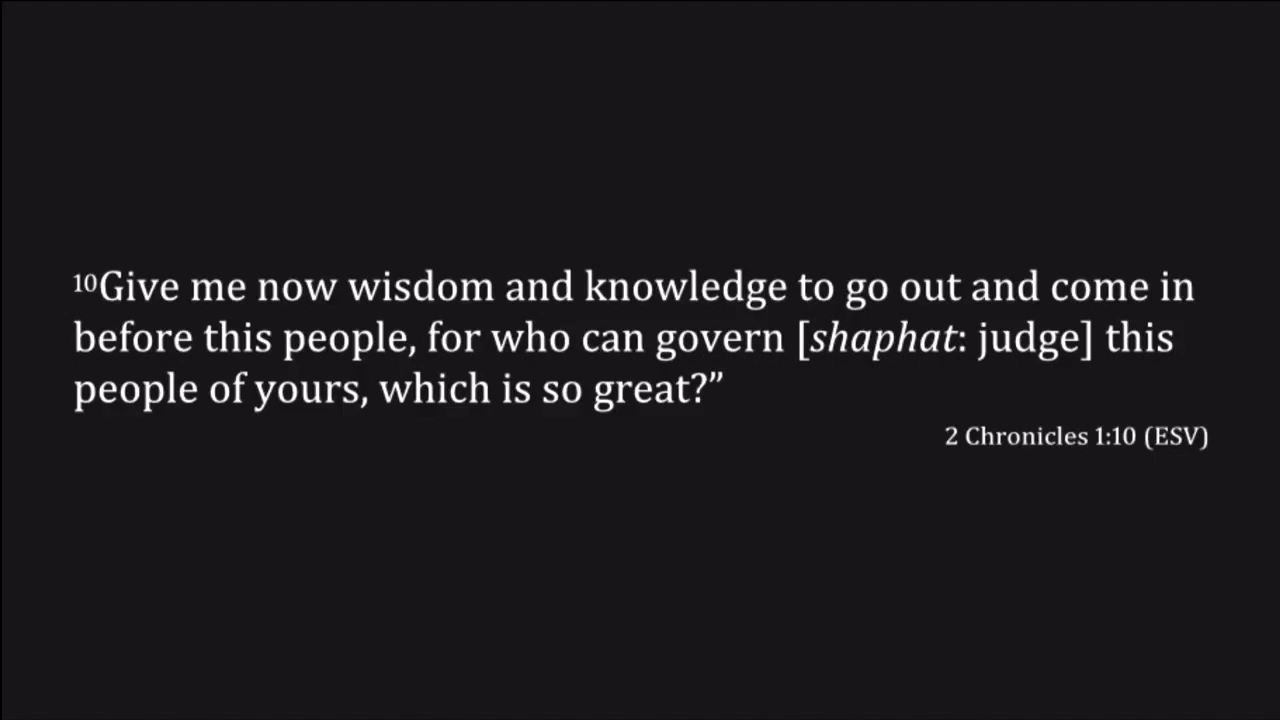 ¹⁰Give me now wisdom and knowledge to go out and come in
before this people, for who can govern [shaphat: judge] this
people of yours, which is so great?”
2 Chronicles 1:10 (ESV)